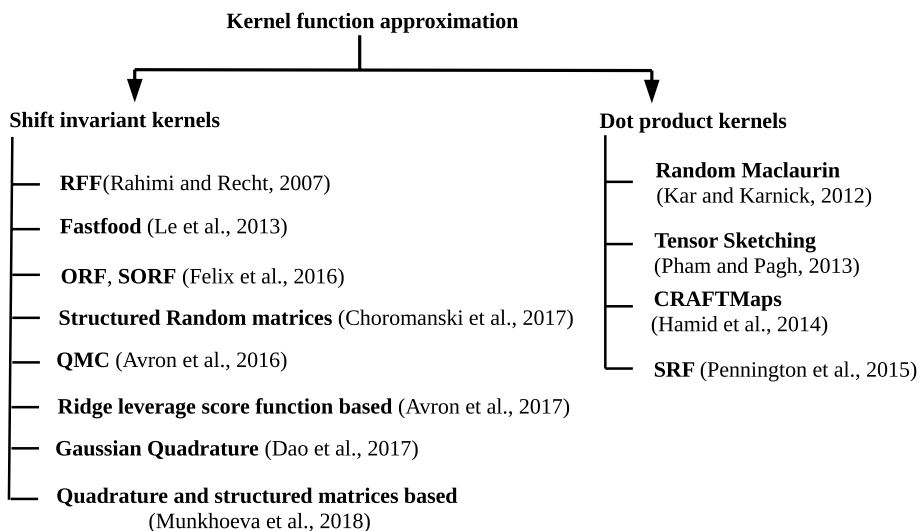 Kernel function approximation
Shift invariant kernels
RFF(Rahimi and Recht, 2007)
Fastfood (Le et al., 2013)
ORF, SORF (Felix et al., 2016)
Structured Random matrices (Choromanski et al., 2017)
QMC (Avron et al., 2016)
Ridge leverage score function based (Avron et al., 2017)
Gaussian Quadrature (Dao et al., 2017)
Quadrature and structured matrices based
(Munkhoeva et al., 2018)
Dot product kernels
Random Maclaurin
(Kar and Karnick, 2012)
Tensor Sketching
(Pham and Pagh, 2013)
CRAFTMaps
(Hamid et al., 2014)
SRF (Pennington et al., 2015)